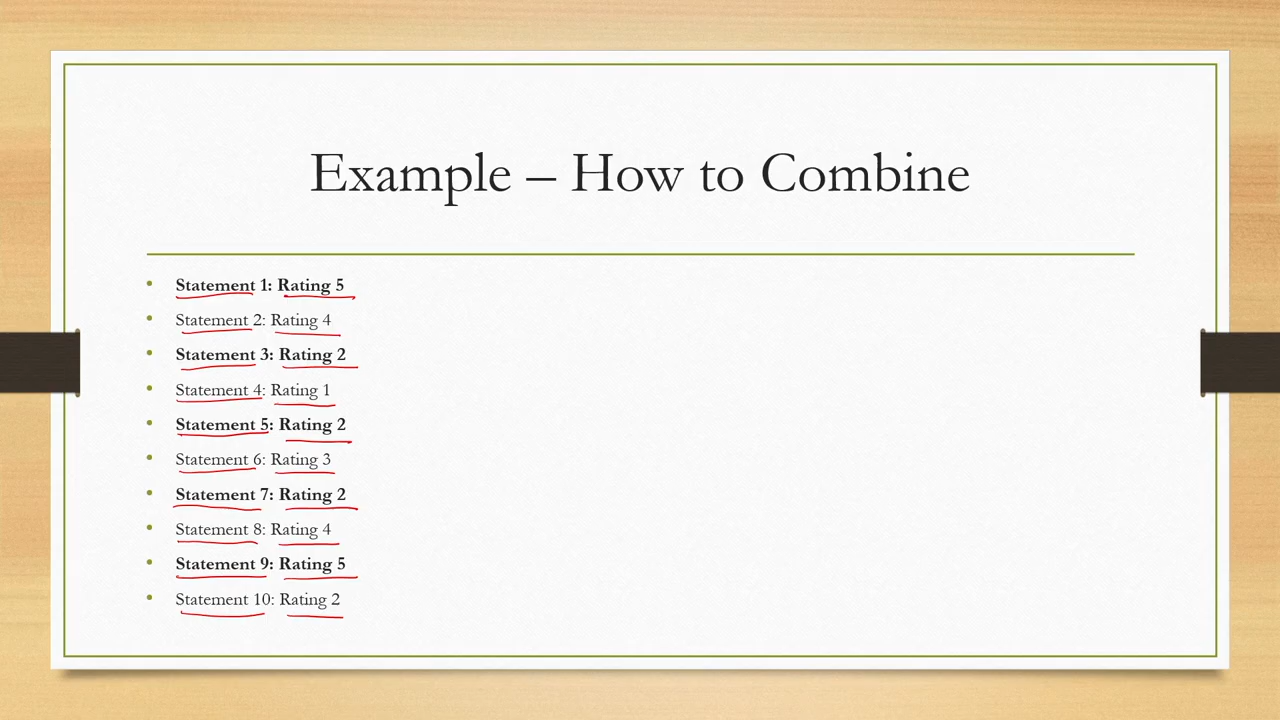 Example – How to Combine
• Statement 1: Rating 5
• Statement 2: Rating 4
• Statement 3: Rating 2
• Statement 4: Rating 1
• Statement 5: Rating 2
• Statement 6: Rating 3
• Statement 7: Rating 2
• Statement 8: Rating 4
• Statement 9: Rating 5
• Statement 10: Rating 2